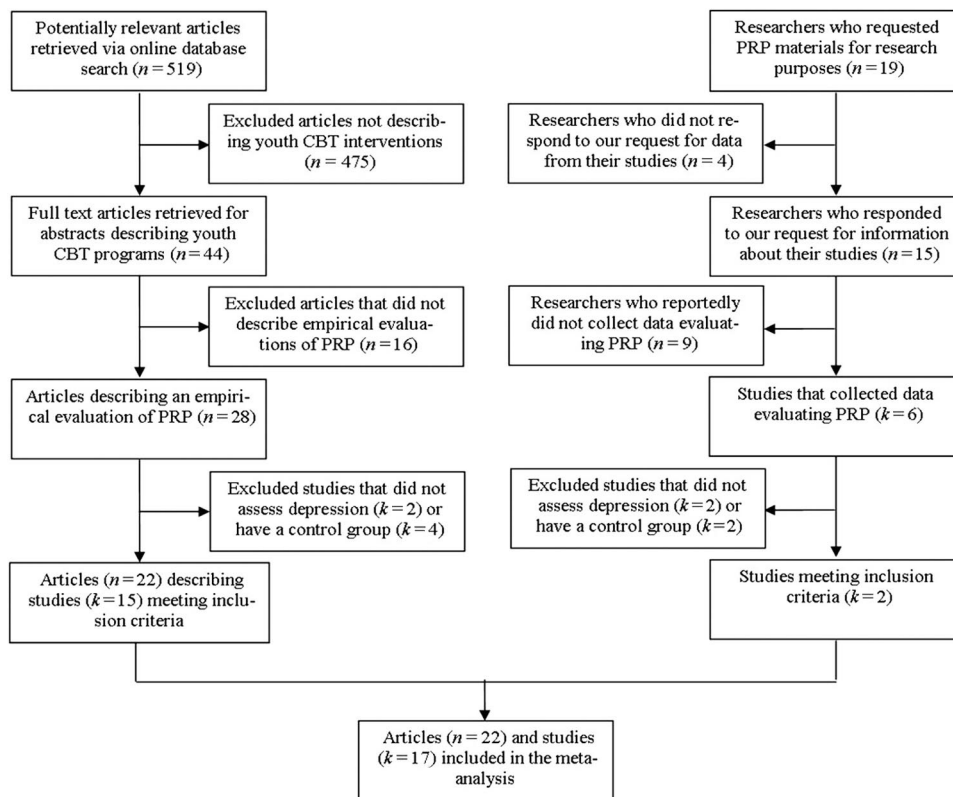 Potentially relevant articles
retrieved via online database
search (n=519)
Excluded articles not describ-
ing youth CBT interventions
(n=475)
Full text articles retrieved for
abstracts describing youth
CBT programs (n=44)
Excluded articles that did not
describe empirical evalua-
tions of PRP (n=16)
Articles describing an empiri-
cal evaluation of PRP (n=28)
Excluded studies that did not
assess depression (k=2) or
have a control group (k=4)
Articles (n=22) describing
studies (k=15) meeting inclu-
sion criteria
Researchers who requested
PRP materials for research
purposes (n=19)
Researchers who did not re-
spond to our request for data
from their studies (n=4)
Researchers who responded
to our request for information
about their studies (n=15)
Researchers who reportedly
did not collect data evaluat-
ing PRP (n=9)
Studies that collected data
evaluating PRP (k=6)
Excluded studies that did not
assess depression (k=2) or
have a control group (k=2)
Studies meeting inclusion
criteria (k=2)
Articles (n=22) and studies
(k=17) included in the meta-
analysis